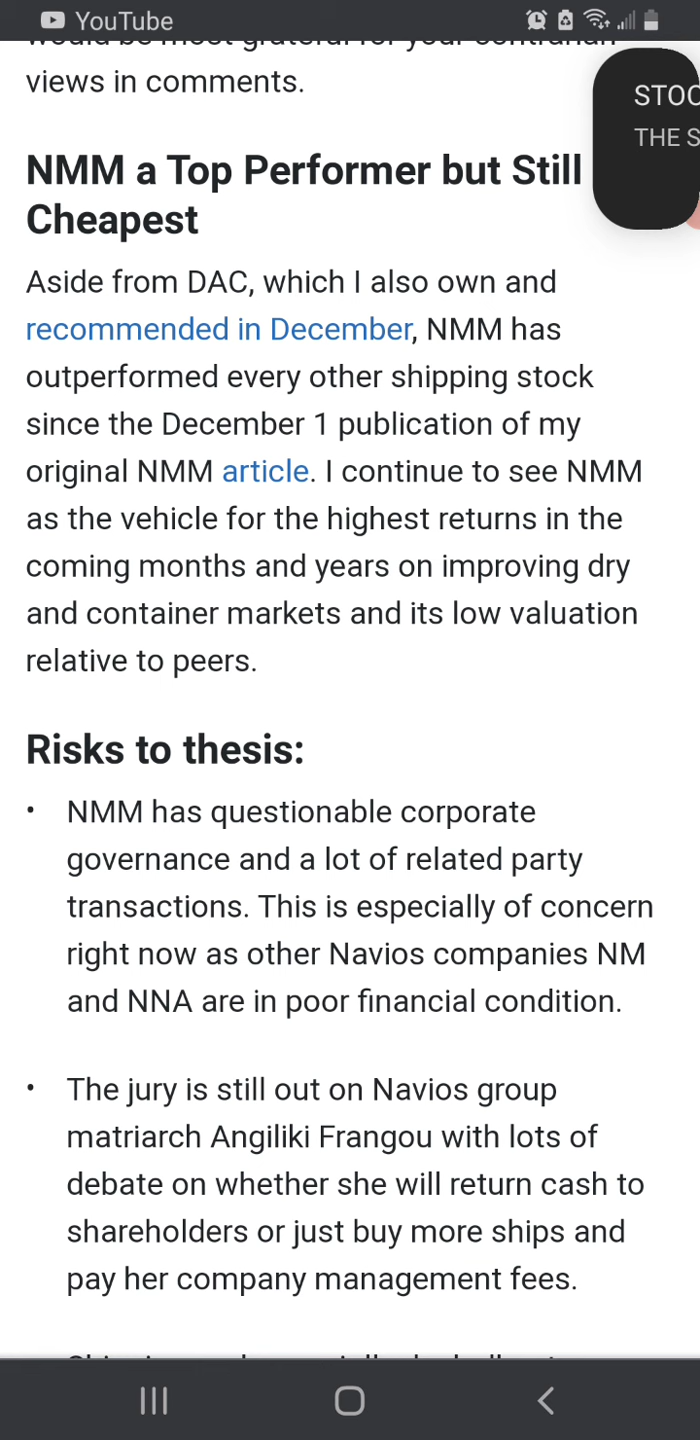 YouTube
would be most grateful for your contrarian
views in comments.
STOC
THE S
NMM a Top Performer but Still
Cheapest
Aside from DAC, which I also own and
recommended in December, NMM has
outperformed every other shipping stock
since the December 1 publication of my
original NMM article. I continue to see NMM
as the vehicle for the highest returns in the
coming months and years on improving dry
and container markets and its low valuation
relative to peers.
Risks to thesis:
• NMM has questionable corporate
governance and a lot of related party
transactions. This is especially of concern
right now as other Navios companies NM
and NNA are in poor financial condition.
• The jury is still out on Navios group
matriarch Angiliki Frangou with lots of
debate on whether she will return cash to
shareholders or just buy more ships and
pay her company management fees.